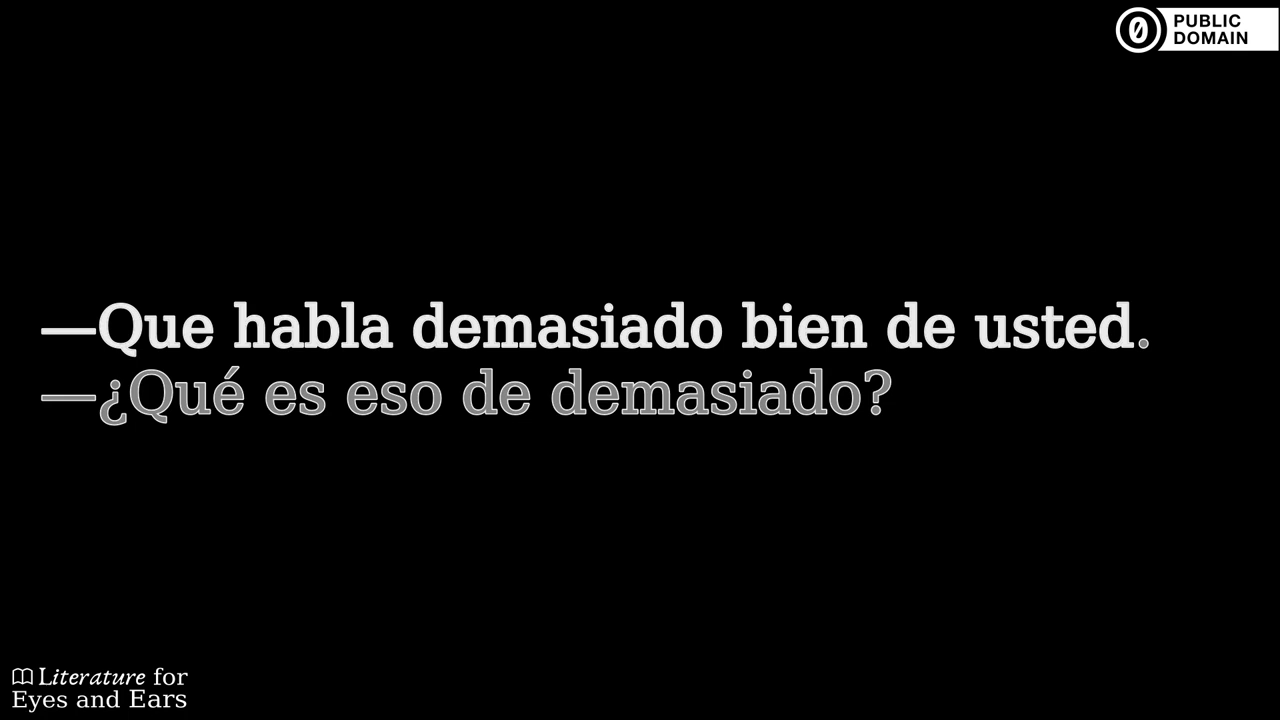 PUBLIC
DOMAIN
—Que habla demasiado bien de usted.
—¿Qué es eso de demasiado?
Literature for
Eyes and Ears